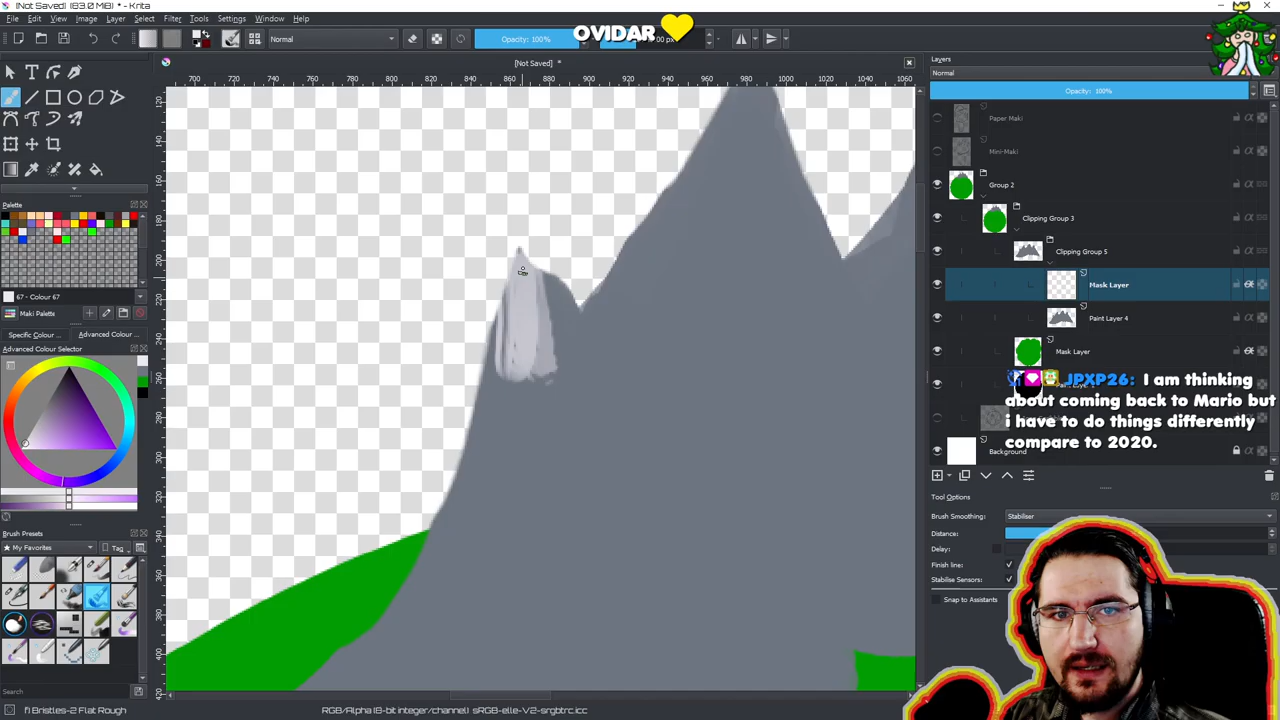 [Not Saved] (83.0 MiB) * - Krita
File Edit View Image Layer Select Filter Tools Settings Window Help
OVIDAR
Normal
Opacity: 100%
00 px
[Not Saved] *
700 720 740 760 780 800 820 840 860 880 900 920 940 960 980 1000 1020 1040 1060
Layers
Normal
Opacity: 100%
Paper Maki
Mini-Maki
Group 2
Clipping Group 3
Clipping Group 5
Mask Layer
Paint Layer 4
Mask Layer
JPXP26: I am thinking
about coming back to Mario but
i have to do things differently
compare to 2020.
Background
Palette
67 - Colour 67
Maki Palette
Specific Colour ...
Advanced Colour ...
Advanced Colour Selector
Brush Presets
My Favorites
Tag
Search
Tool Options
Brush Smoothing:
Stabiliser
Distance:
Delay:
Finish line:
Stabilise Sensors:
Snap to Assistants
f) Bristles-2 Flat Rough
RGB/Alpha (8-bit integer/channel) sRGB-elle-V2-srgbtrc.icc